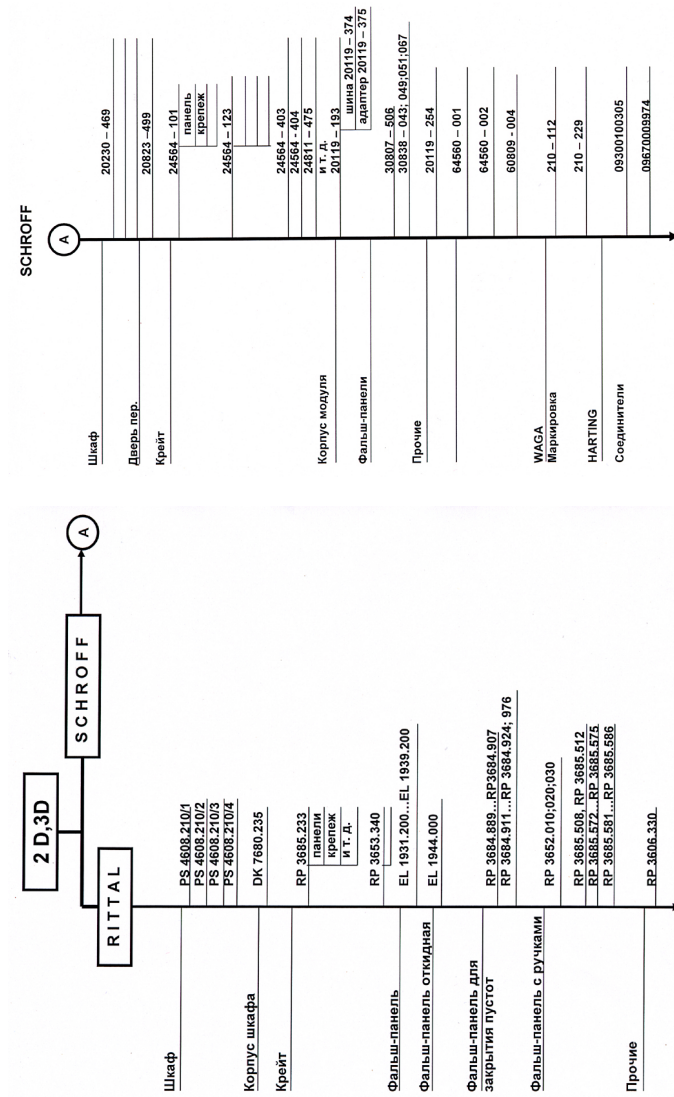 2 D,3D
RITTAL
SCHROFF
A
Шкаф
PS 4608.210/1
PS 4608.210/2
PS 4608.210/3
PS 4608.210/4
Корпус шкафа
DK 7680.235
Крейт
RP 3685.233
панели
крепеж
и т. д.
RP 3653.340
Фальш-панель
EL 1931.200...EL 1939.200
Фальш-панель откидная
EL 1944.000
Фальш-панель для
закрытия пустот
RP 3684.889...RP3684.907
RP 3684.911...RP 3684.924; 976
Фальш-панель с ручками
RP 3652.010;020;030
RP 3685.508, RP 3685.512
RP 3685.572...RP 3685.575
RP 3685.581...RP 3685.586
Прочие
RP 3606.330
SCHROFF
A
Шкаф
20230 – 469
Дверь пер.
20823 –499
Крейт
24564 – 101
панель
крепеж
24564 – 123
24564 – 403
24564 - 404
24811 – 475
и т. д.
Корпус модуля
20119 – 193
шина 20119 – 374
адаптер 20119 – 375
Фальш-панели
30807 – 506
30838 – 043; 049;051;067
Прочие
20119 – 254
64560 – 001
64560 – 002
60809 - 004
WAGA
Маркировка
210 – 112
210 – 229
HARTING
Соединители
09300100305
09670009974